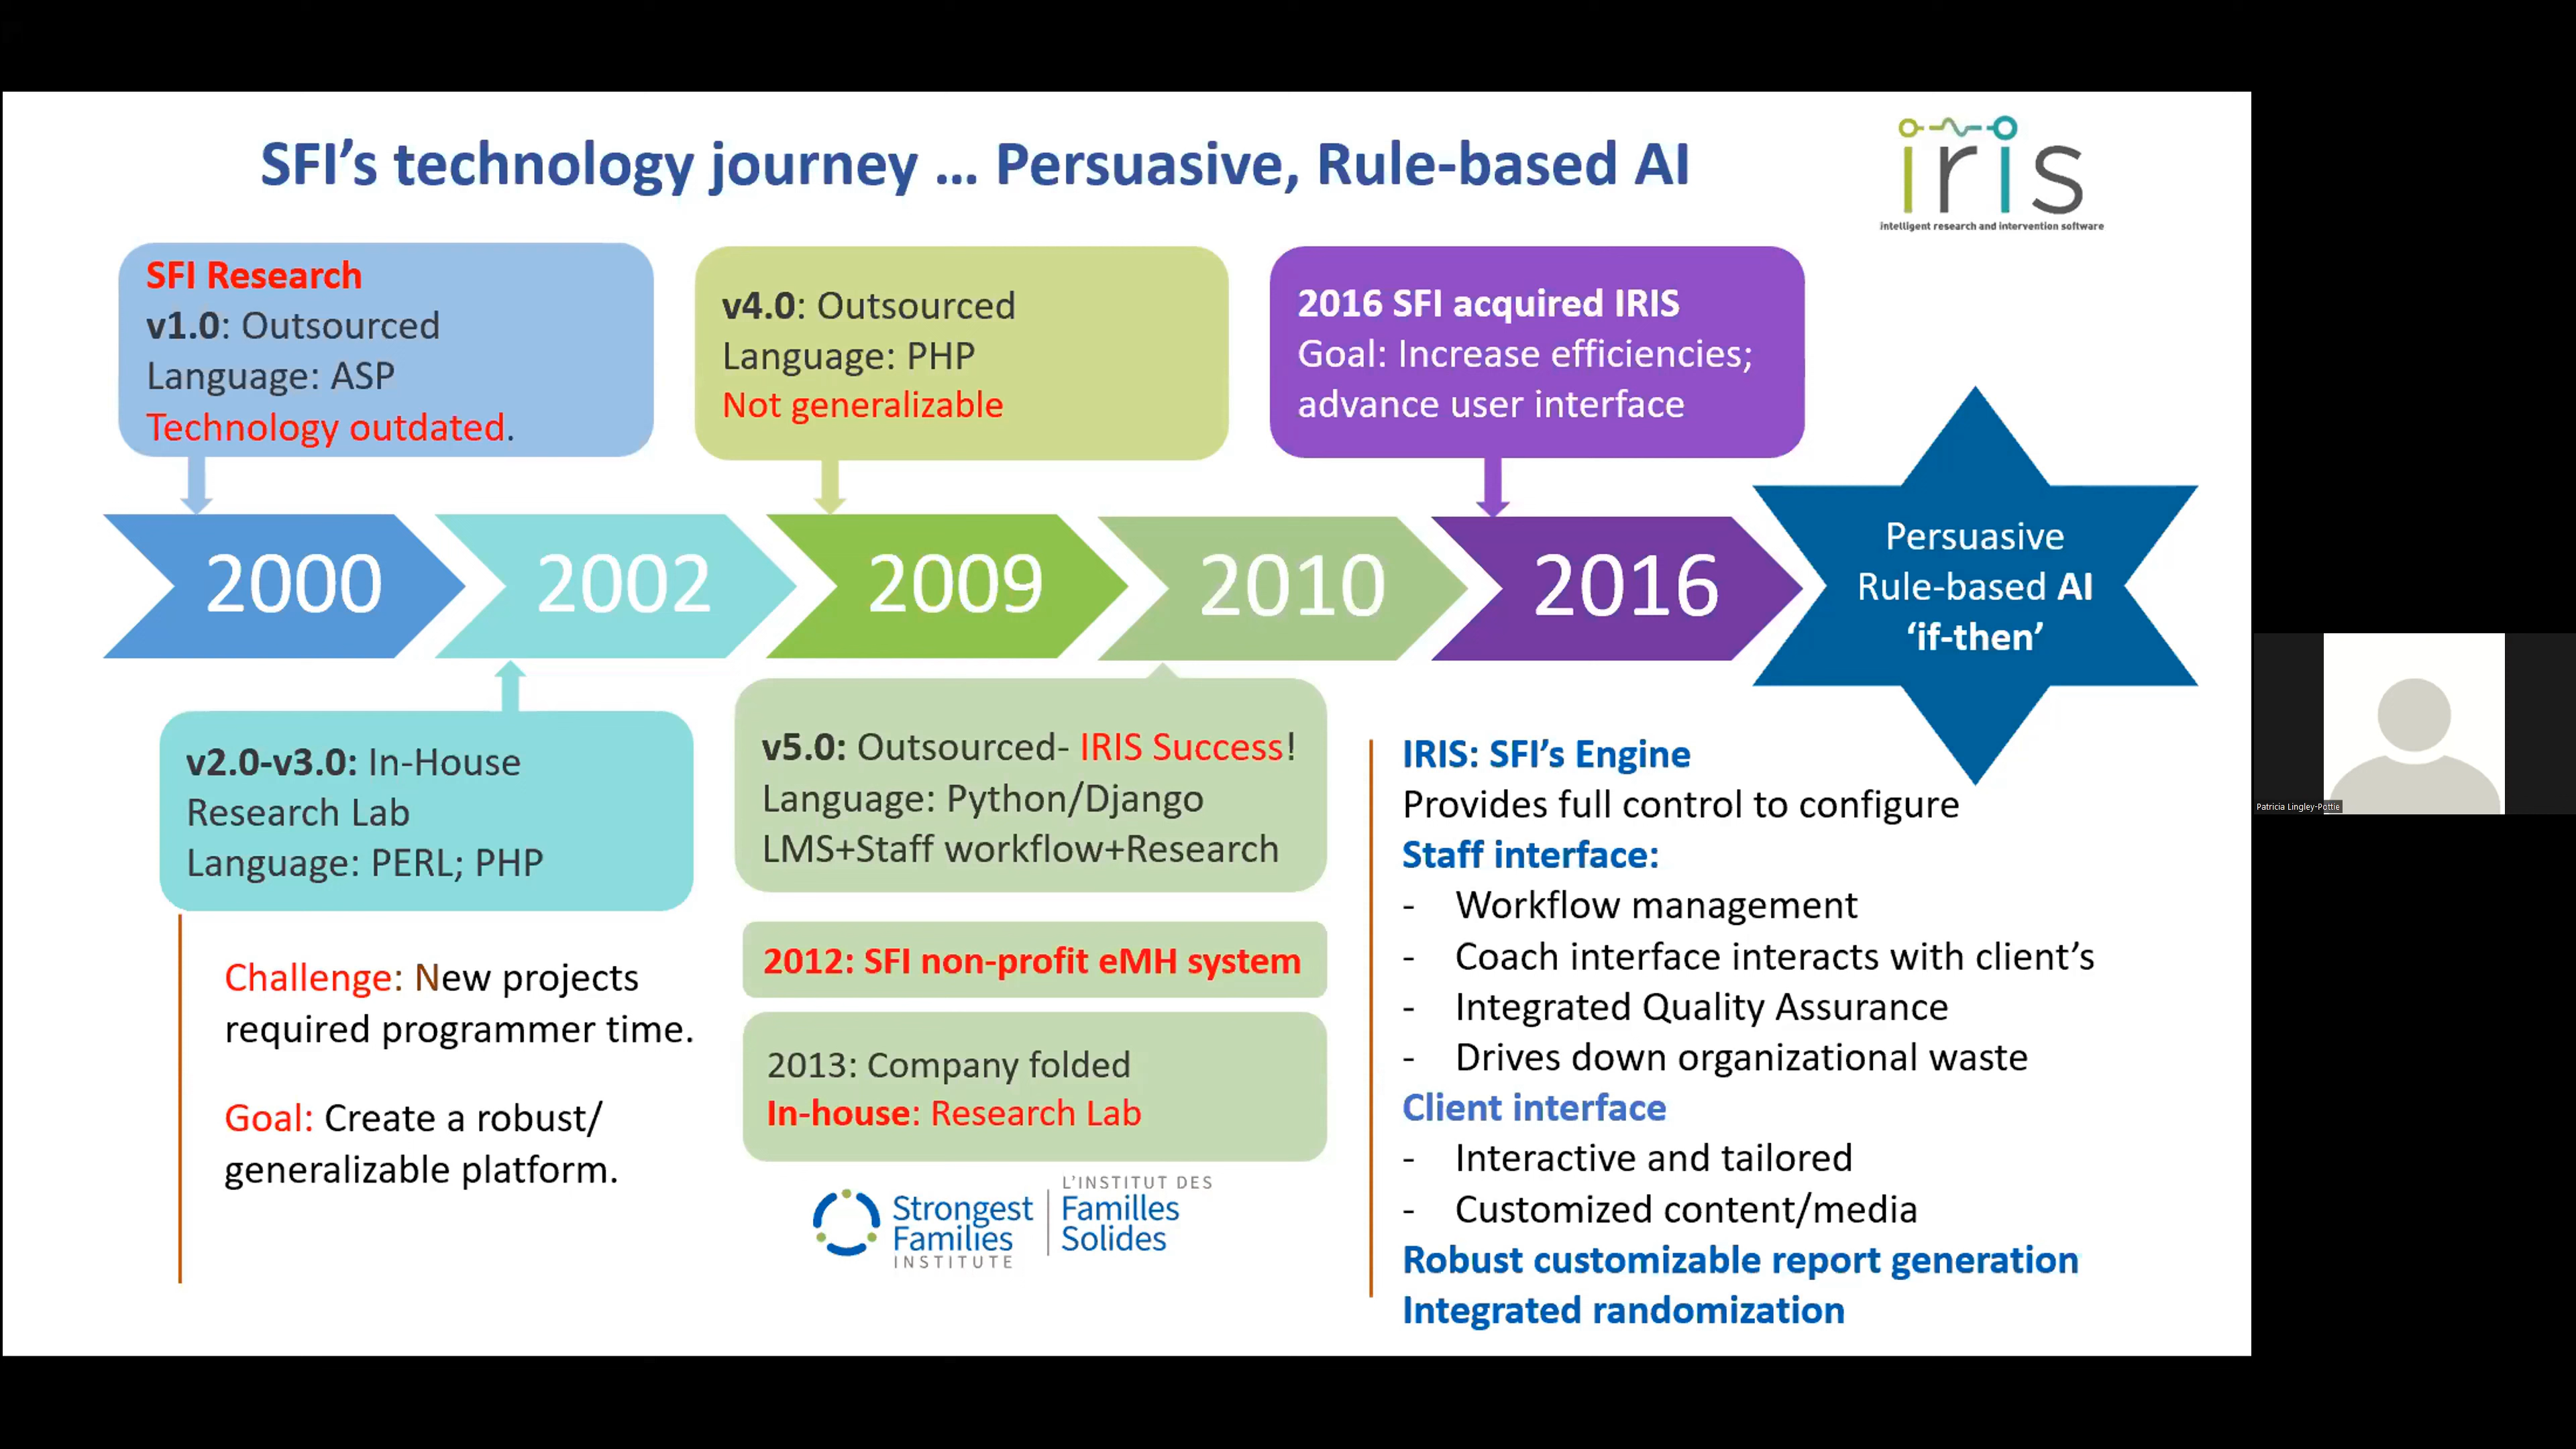 SFI's technology journey ... Persuasive, Rule-based AI
iris
intelligent research and intervention software
SFI Research
v1.0: Outsourced
Language: ASP
Technology outdated.
v4.0: Outsourced
Language: PHP
Not generalizable
2016 SFI acquired IRIS
Goal: Increase efficiencies;
advance user interface
2000
2002
2009
2010
2016
Persuasive
Rule-based AI
‘if-then’
v2.0-v3.0: In-House
Research Lab
Language: PERL; PHP
Challenge: New projects
required programmer time.
Goal: Create a robust/
generalizable platform.
v5.0: Outsourced- IRIS Success!
Language: Python/Django
LMS+Staff workflow+Research
2012: SFI non-profit eMH system
2013: Company folded
In-house: Research Lab
Strongest
Families
INSTITUTE
L'INSTITUT DES
Familles
Solides
IRIS: SFI's Engine
Provides full control to configure
Staff interface:
- Workflow management
- Coach interface interacts with client's
- Integrated Quality Assurance
- Drives down organizational waste
Client interface
- Interactive and tailored
- Customized content/media
Robust customizable report generation
Integrated randomization
Patricia Lingley-Pottie